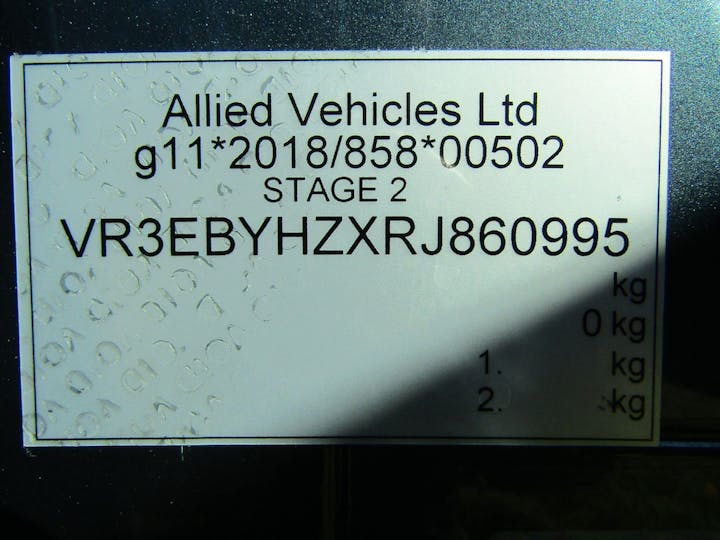 Allied Vehicles Ltd
g11*2018/858*00502
STAGE 2
VR3EBYHZXRJ860995
kg
0 kg
1. kg
2. kg